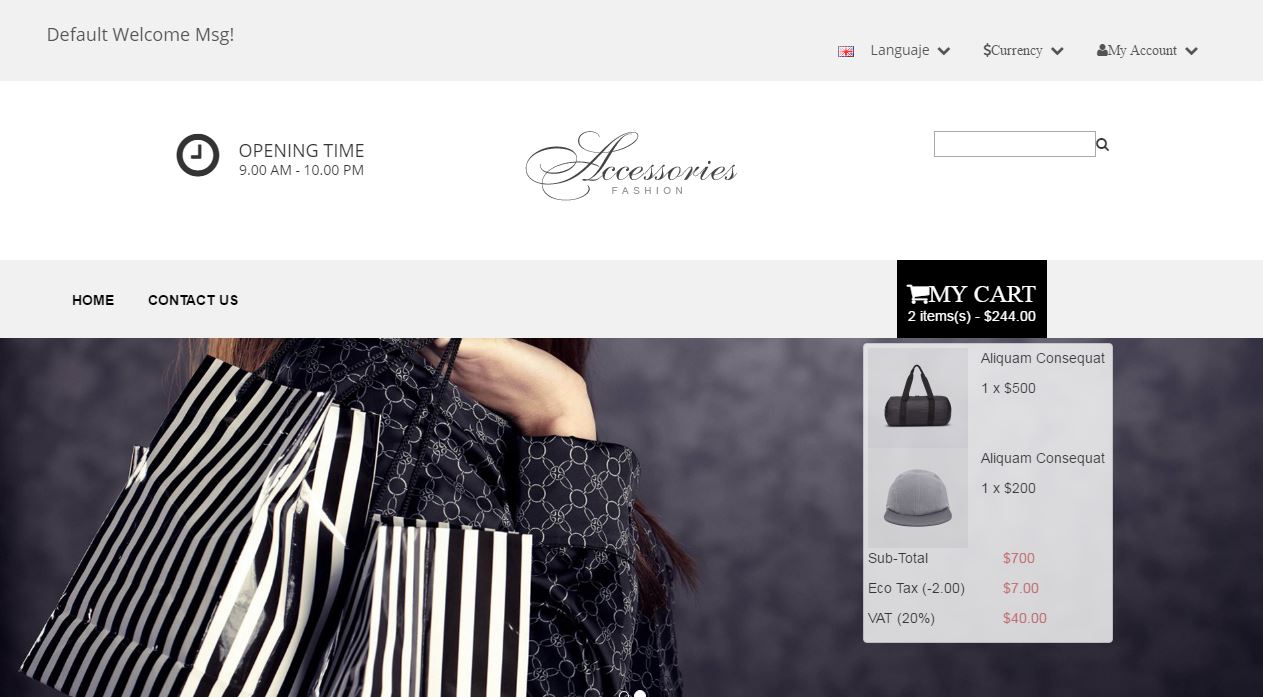 Default Welcome Msg!
Languaje
$Currency
My Account
OPENING TIME
9.00 AM - 10.00 PM
Accessories
FASHION
HOME
CONTACT US
MY CART
2 items(s) - $244.00
Aliquam Consequat
1 x $500
Aliquam Consequat
1 x $200
Sub-Total $700
Eco Tax (-2.00) $7.00
VAT (20%) $40.00